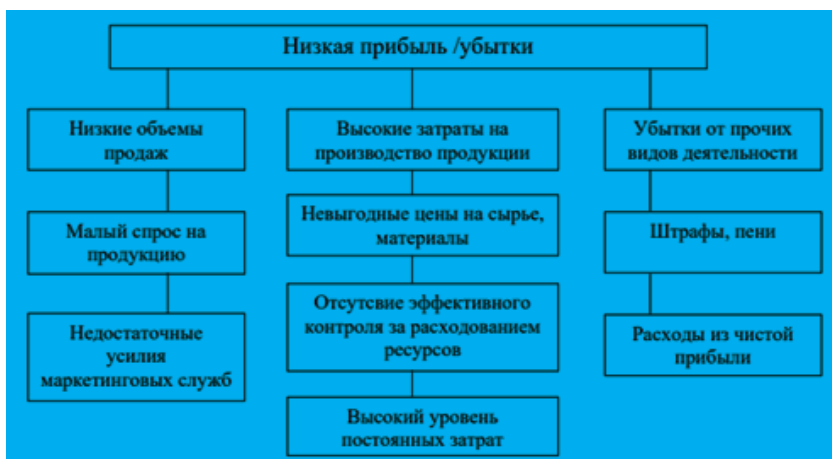 Низкая прибыль /убытки
Низкие объемы
продаж
Малый спрос на
продукцию
Недостаточные
усилия
маркетинговых служб
Высокие затраты на
производство продукции
Невыгодные цены на сырье,
материалы
Отсутсвие эффективного
контроля за расходованием
ресурсов
Высокий уровень
постоянных затрат
Убытки от прочих
видов деятельности
Штрафы, пени
Расходы из чистой
прибыли